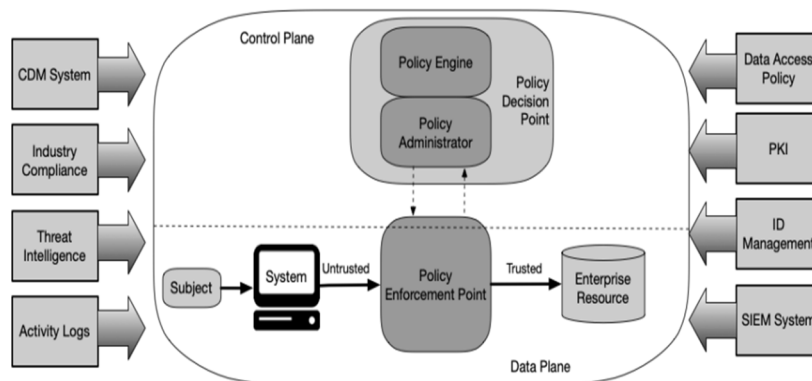 Control Plane
CDM System
Industry
Compliance
Threat
Intelligence
Activity Logs
Policy Engine
Policy
Administrator
Policy
Decision
Point
Data Access
Policy
PKI
ID
Management
SIEM System
Subject
System
Untrusted
Policy
Enforcement Point
Trusted
Enterprise
Resource
Data Plane